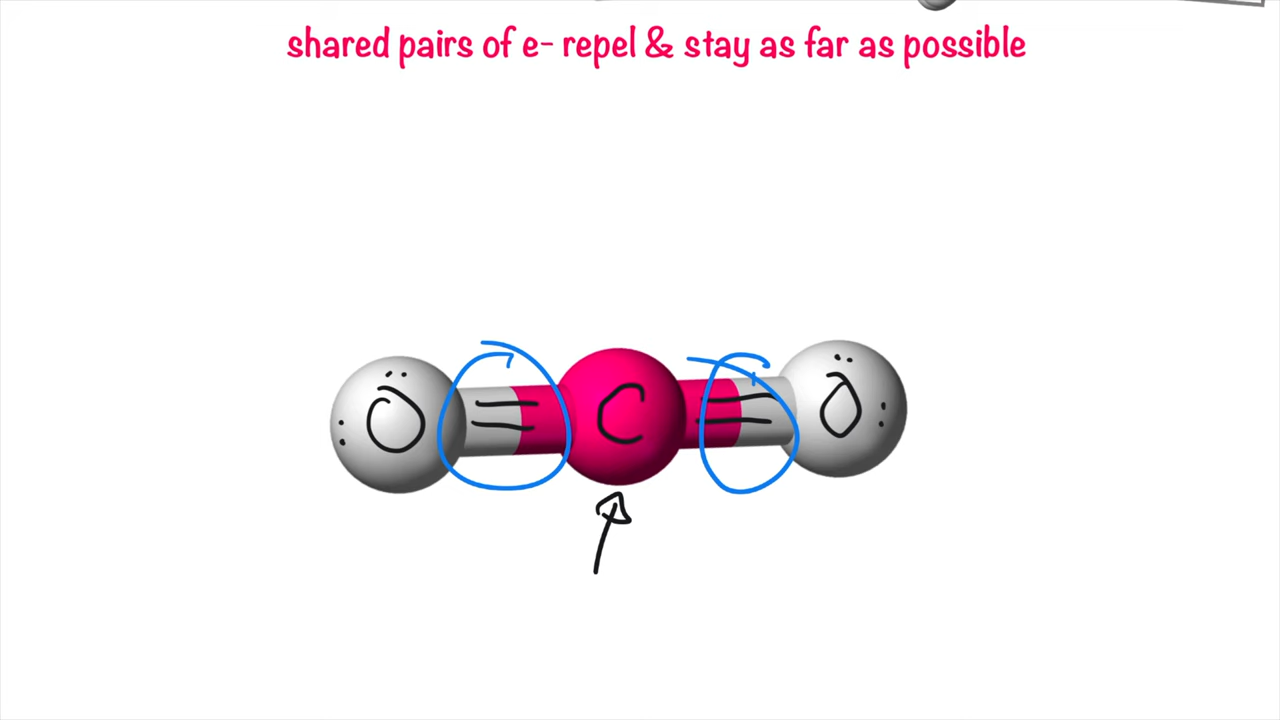 shared pairs of e- repel & stay as far as possible
O = C = O